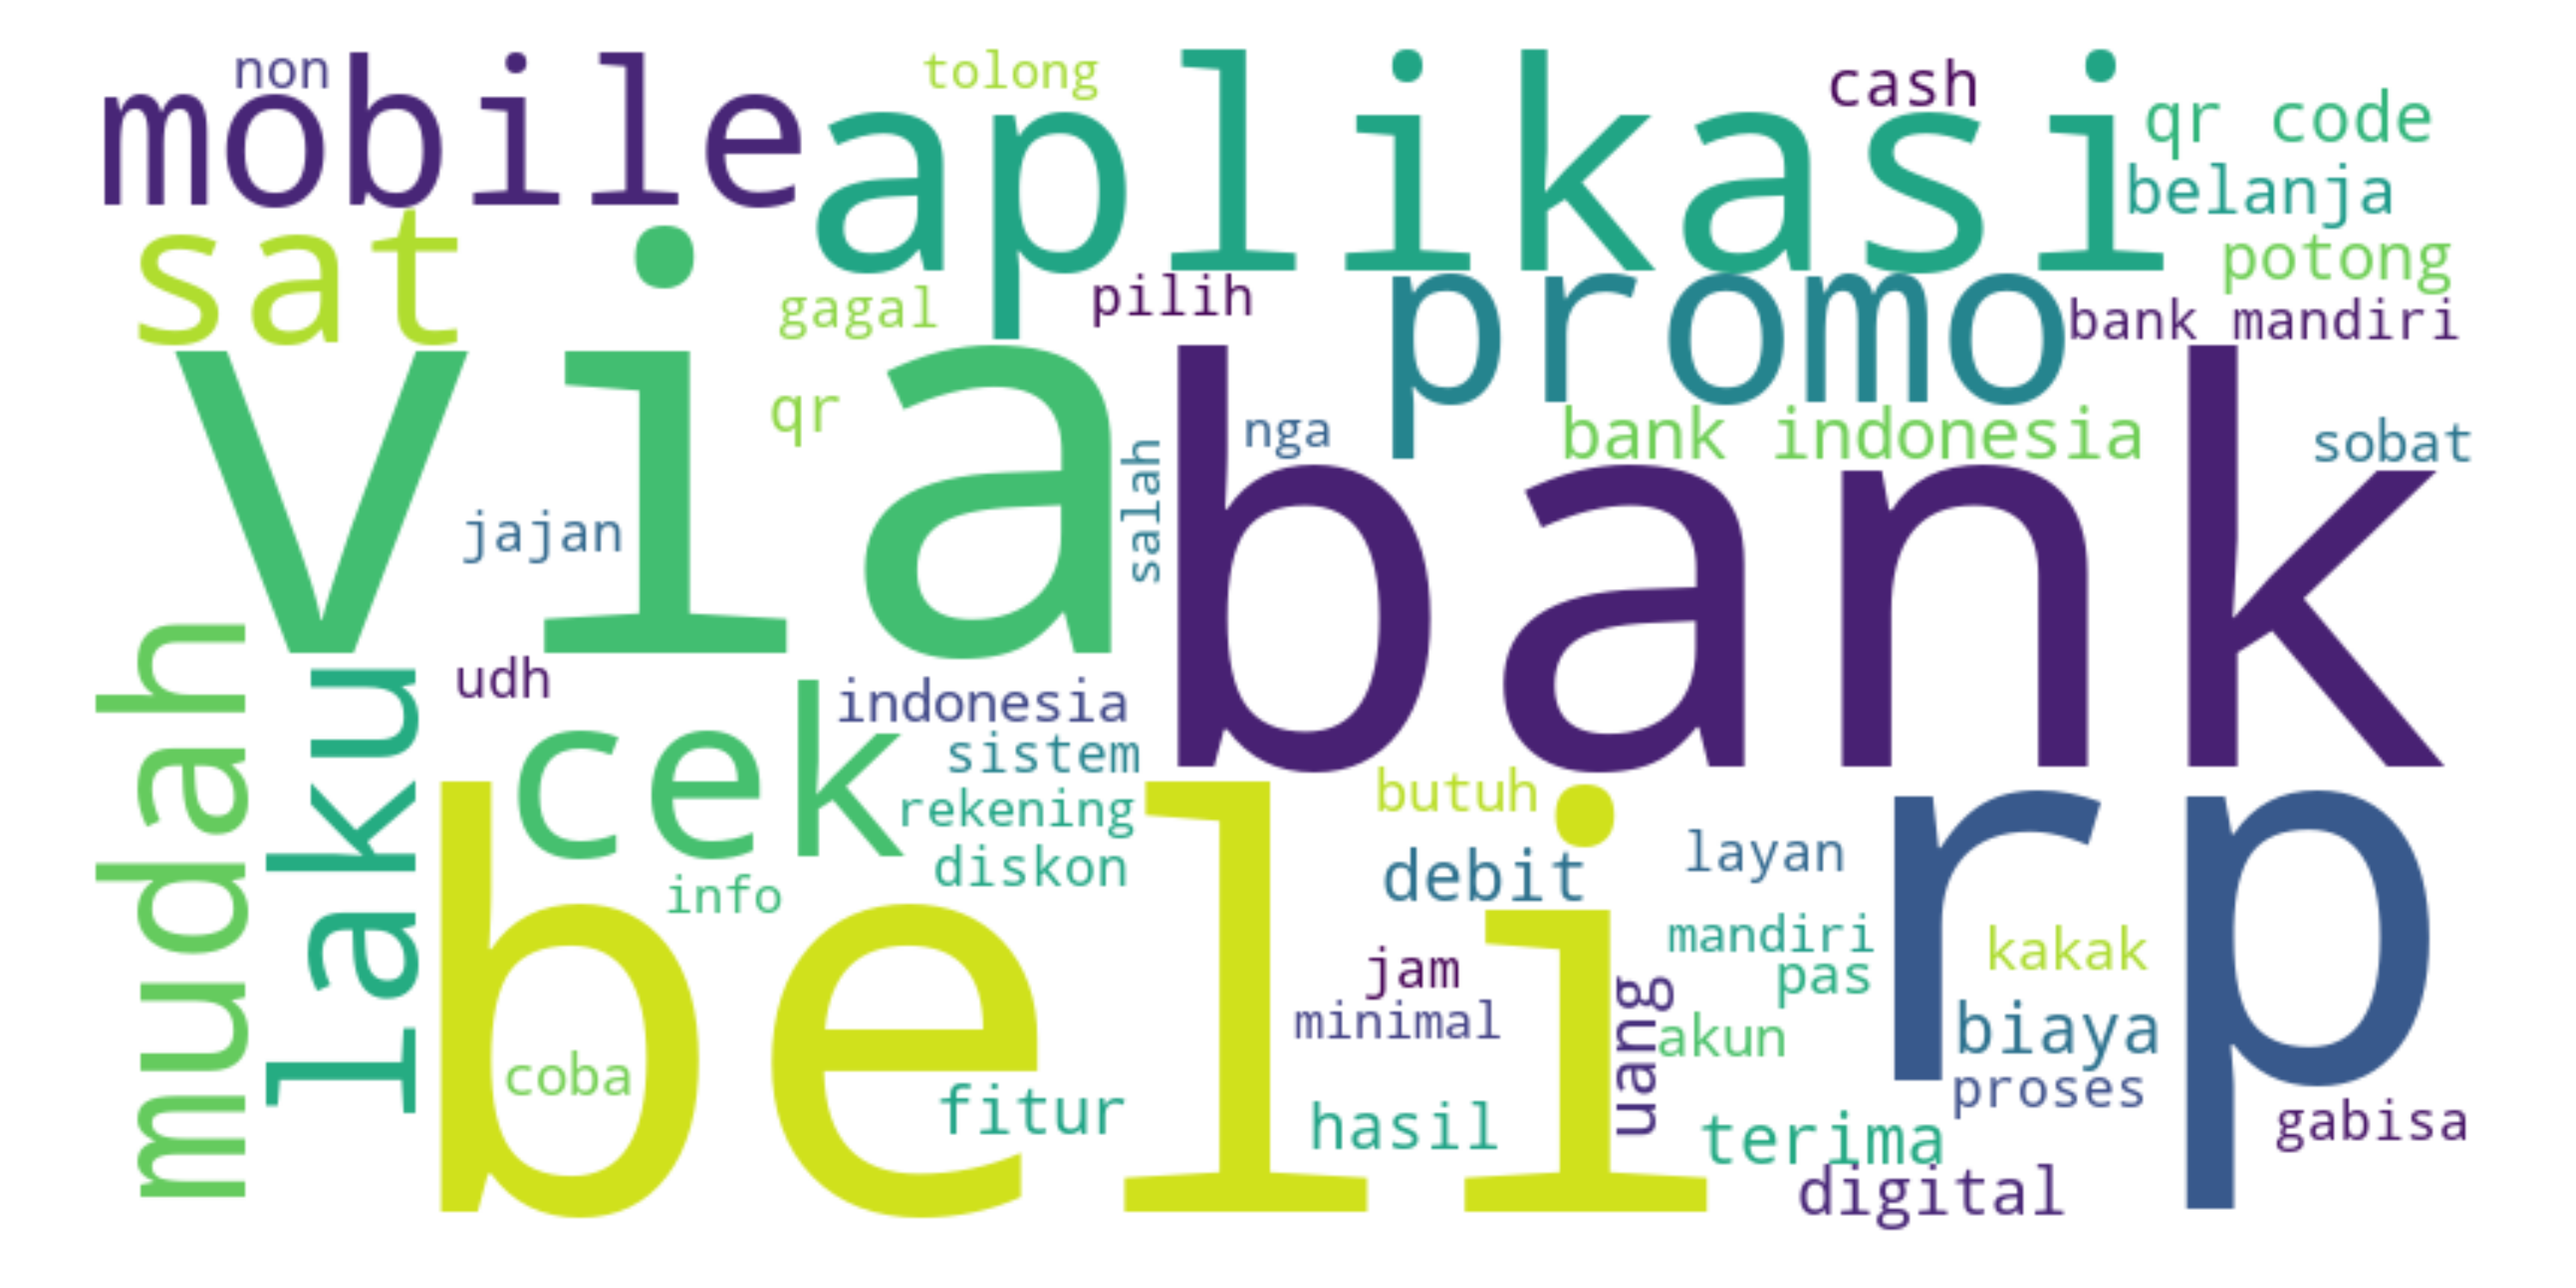 non
mobile
tolong
aplikasi
cash
qr code
belanja
sat
potong
gagal
pilih
promo
bank mandiri
via
qr
nga
bank indonesia
sobat
salah
jajan
bank
mudah
laku
udh
indonesia
cek
sistem
rekening
butuh
diskon
info
debit
layan
rp
beli
mandiri
kakak
jam
pas
minimal
uang
akun
biaya
coba
fitur
hasil
proses
terima
gabisa
digital